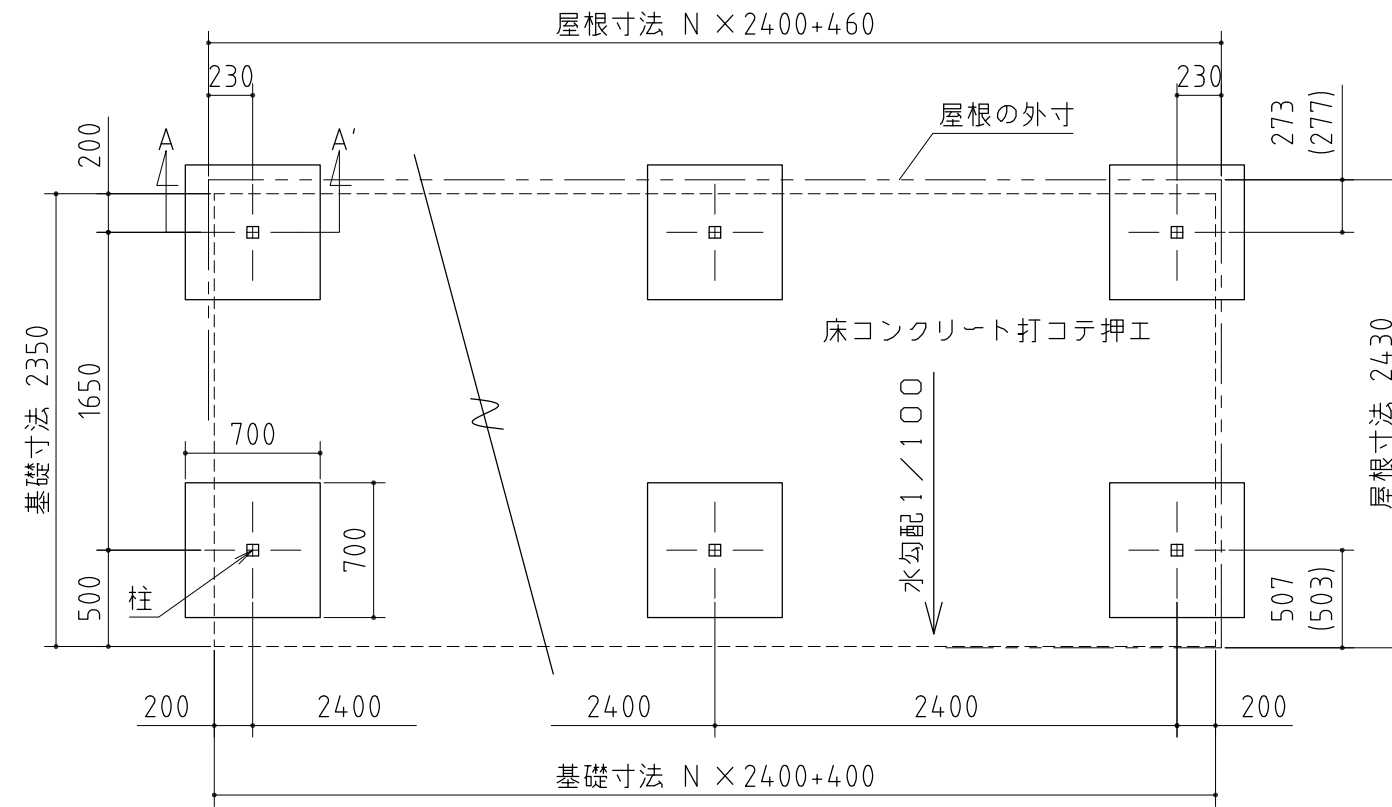 屋根寸法 N ×2400+460
230
230
屋根の外寸
273
(277)
200
A
A'
基礎寸法 2350
1650
床コンクリート打コテ押エ
屋根寸法 2430
水勾配1/100
700
700
500
柱
507
(503)
200
2400
2400
2400
200
基礎寸法 N ×2400+400